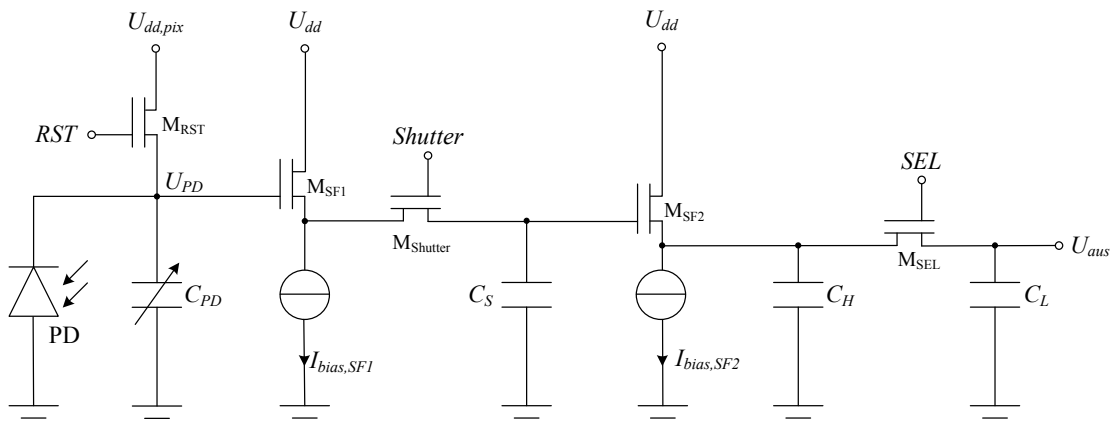 U_dd,pix
U_dd
U_dd
RST
M_RST
Shutter
SEL
U_PD
M_SF1
M_SF2
M_Shutter
M_SEL
U_aus
PD
C_PD
C_S
C_H
C_L
I_bias,SF1
I_bias,SF2